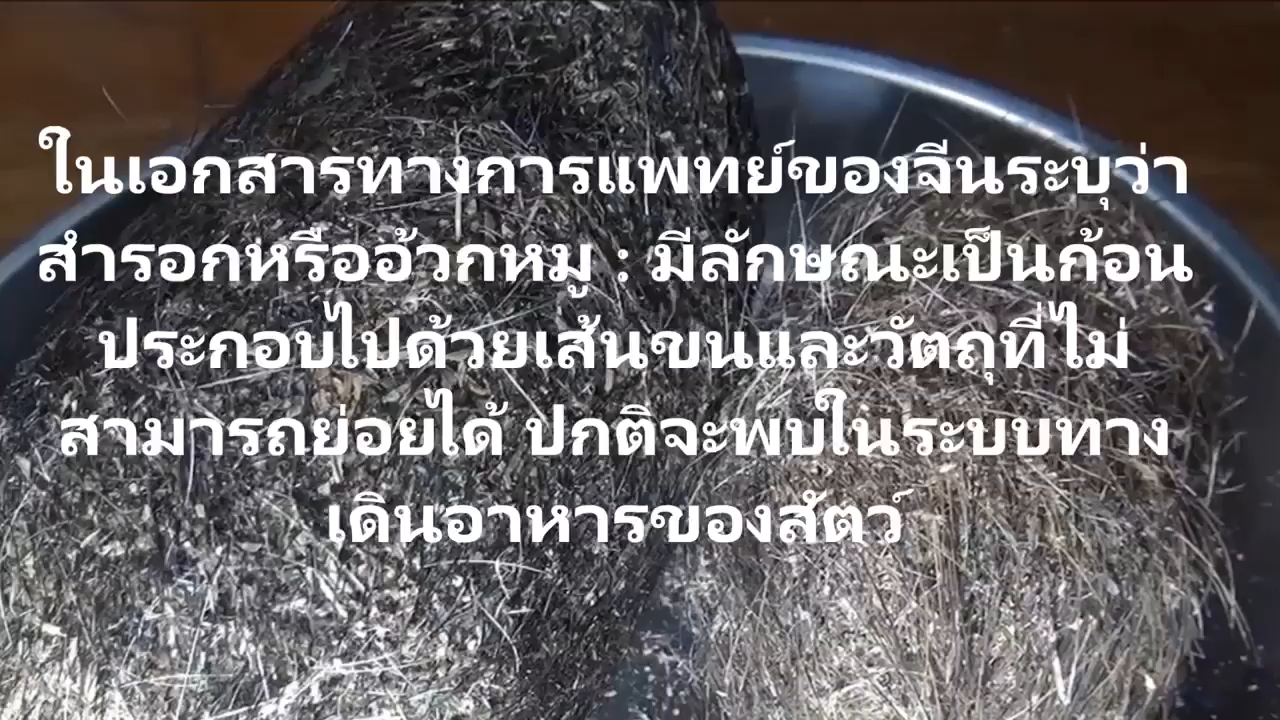 ในเอกสารทางการแพทย์ของจีนระบุว่า
สำรอกหรืออ้วกหมู : มีลักษณะเป็นก้อน
ประกอบไปด้วยเส้นขนและวัตถุที่ไม่
สามารถย่อยได้ ปกติจะพบในระบบทาง
เดินอาหารของสัตว์